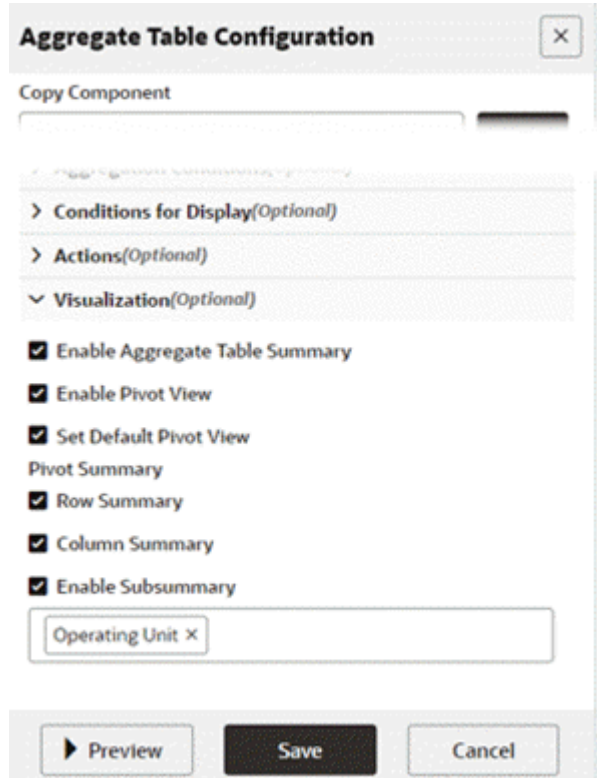 Aggregate Table Configuration
Copy Component
Conditions for Display(Optional)
Actions(Optional)
Visualization(Optional)
Enable Aggregate Table Summary
Enable Pivot View
Set Default Pivot View
Pivot Summary
Row Summary
Column Summary
Enable Subsummary
Operating Unit ×
Preview Save Cancel